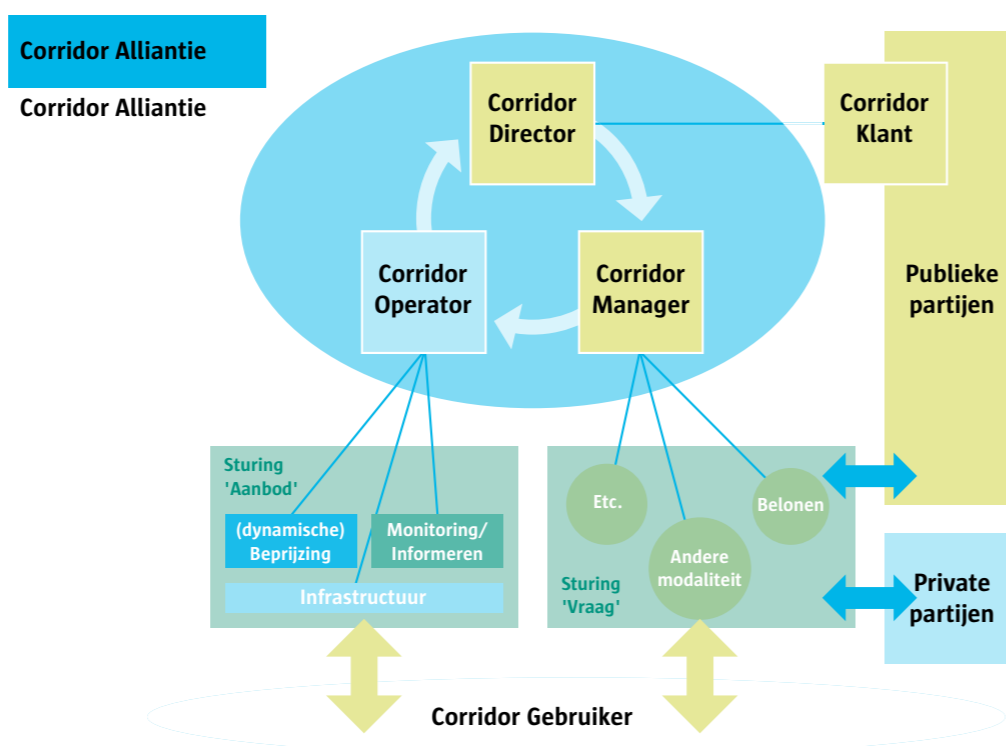 Corridor Alliantie
Corridor Alliantie
Corridor
Director
Corridor
Klant
Corridor
Operator
Corridor
Manager
Publieke
partijen
Sturing
'Aanbod'
(dynamische)
Beprijzing
Monitoring/
Informeren
Infrastructuur
Etc.
Belonen
Andere
modaliteit
Sturing
'Vraag'
Private
partijen
Corridor Gebruiker